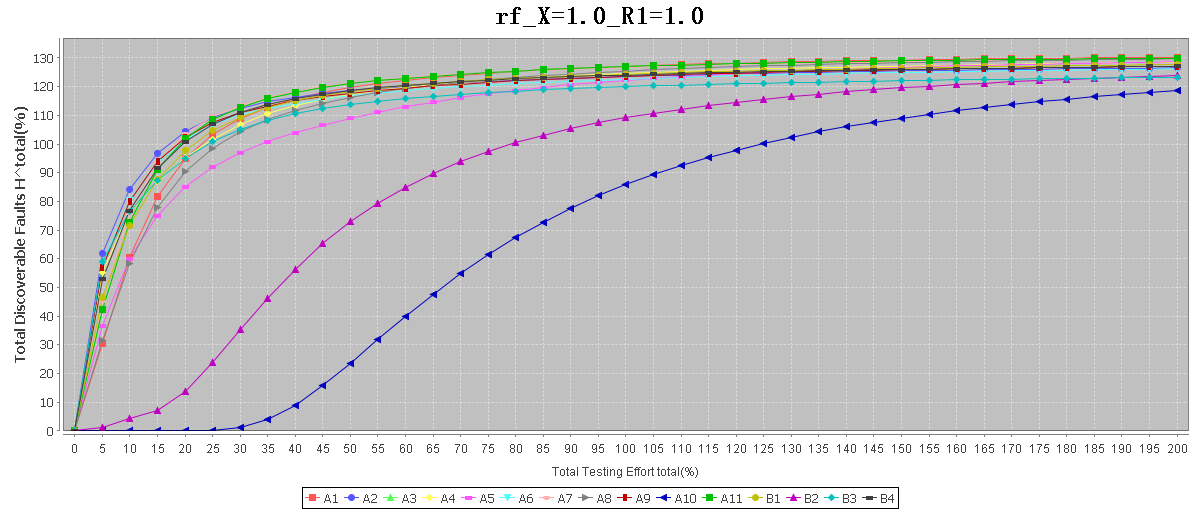 rf_X=1.0_R1=1.0
Total Discoverable Faults H^total(%)
130
120
110
100
90
80
70
60
50
40
30
20
10
0
0 5 10 15 20 25 30 35 40 45 50 55 60 65 70 75 80 85 90 95 100 105 110 115 120 125 130 135 140 145 150 155 160 165 170 175 180 185 190 195 200
Total Testing Effort total(%)
A1 A2 A3 A4 A5 A6 A7 A8 A9 A10 A11 B1 B2 B3 B4